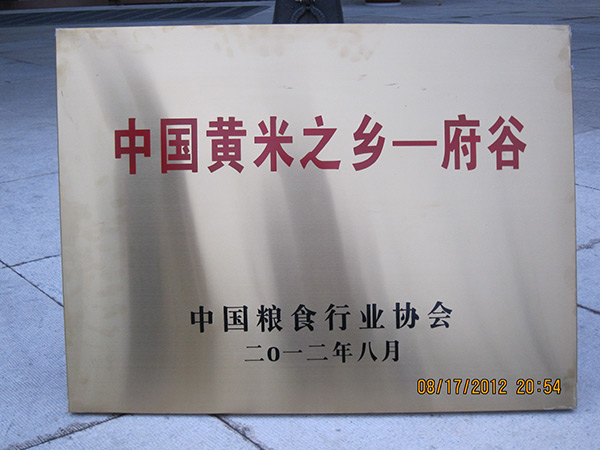 中国黄米之乡—府谷
中国粮食行业协会
二0一二年八月
08/17/2012 20:54